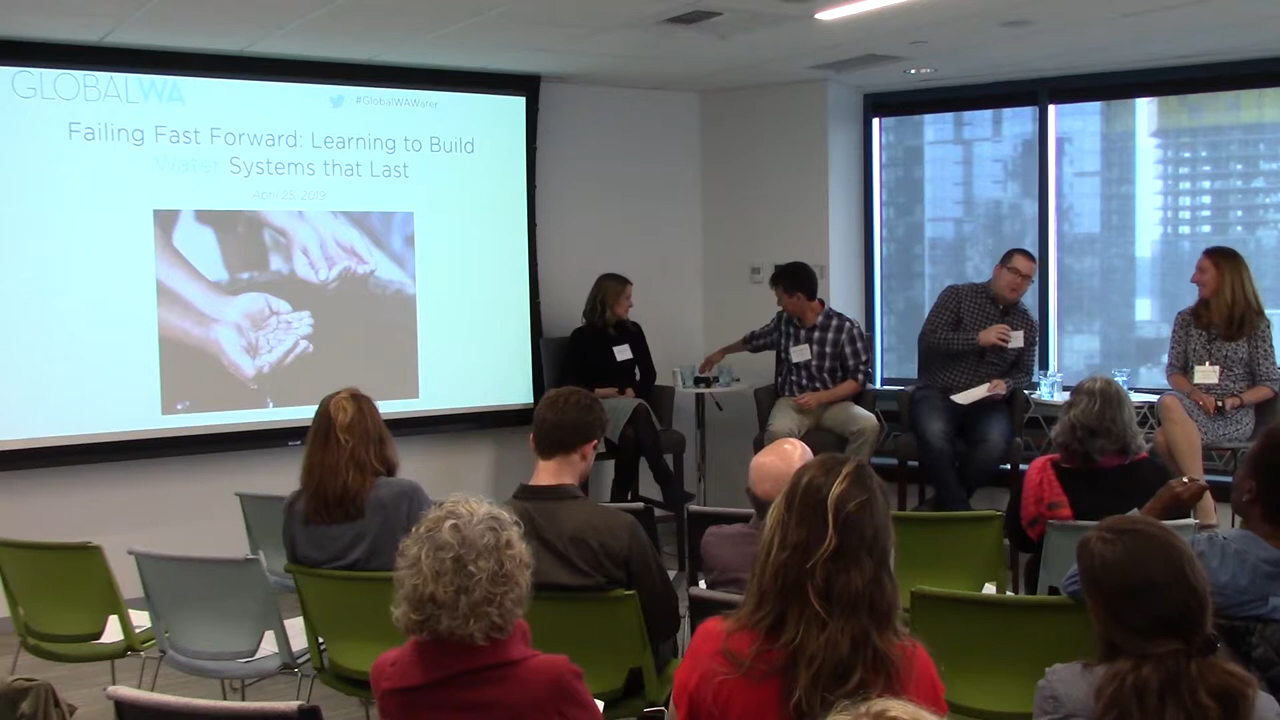 GLOBALWA
#GlobalWAWater
Failing Fast Forward: Learning to Build
Water Systems that Last
April 25, 2019